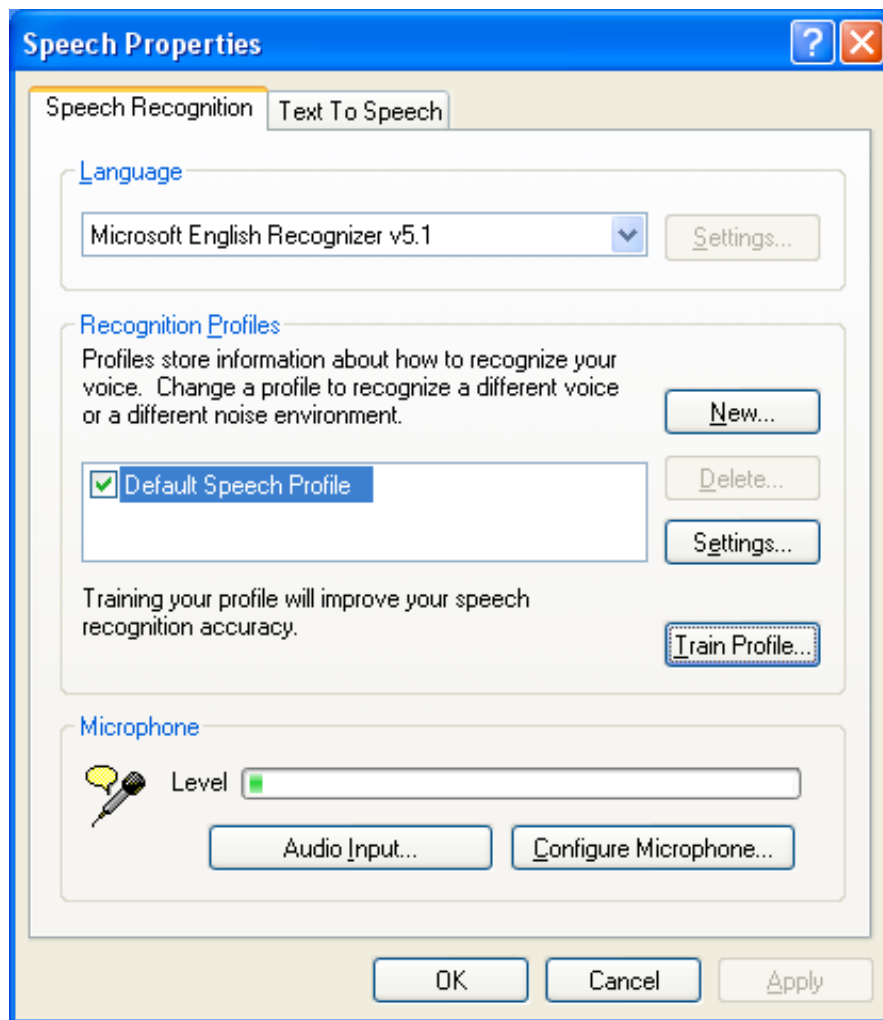 Speech Properties
Speech Recognition Text To Speech
Language
Microsoft English Recognizer v5.1 Settings...
Recognition Profiles
Profiles store information about how to recognize your
voice. Change a profile to recognize a different voice
or a different noise environment.
New...
Default Speech Profile Delete...
Settings...
Training your profile will improve your speech
recognition accuracy.
Train Profile...
Microphone
Level
Audio Input... Configure Microphone...
OK Cancel Apply